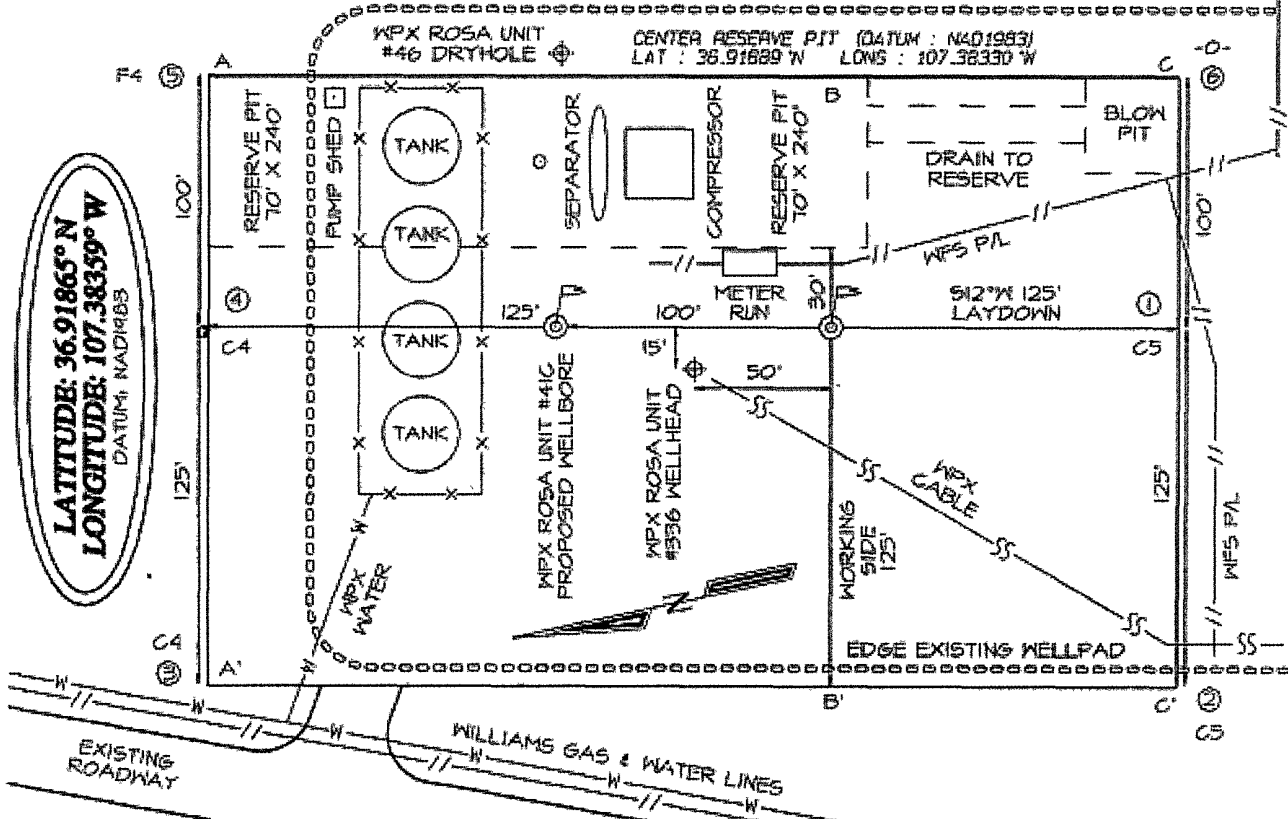 WPX ROSA UNIT
#46 DRYHOLE
CENTER RESERVE PIT (DATUM : NAD1983)
LAT : 36.91889°N LONG : 107.38330°W
-0-
F4
5
A
B
C
6
RESERVE PIT
70' X 240'
PUMP SHED
TANK
TANK
TANK
TANK
SEPARATOR
COMPRESSOR
RESERVE PIT
70' X 240'
DRAIN TO
RESERVE
BLOW
PIT
100'
100'
WFS P/L
METER
RUN
30'
LATITUDE: 36.91865° N
LONGITUDE: 107.38359° W
DATUM: NAD1983
4
125'
100'
S12°W 125'
LAYDOWN
1
C4
C5
15'
50'
WPX ROSA UNIT #41C
PROPOSED WELLBORE
WPX ROSA UNIT
#336 WELLHEAD
WPX
CABLE
WORKING
SIDE
125'
125'
125'
WFS P/L
WPX
WATER
N
EDGE EXISTING WELLPAD
C4
3
A'
B'
C'
2
C5
EXISTING
ROADWAY
WILLIAMS GAS & WATER LINES